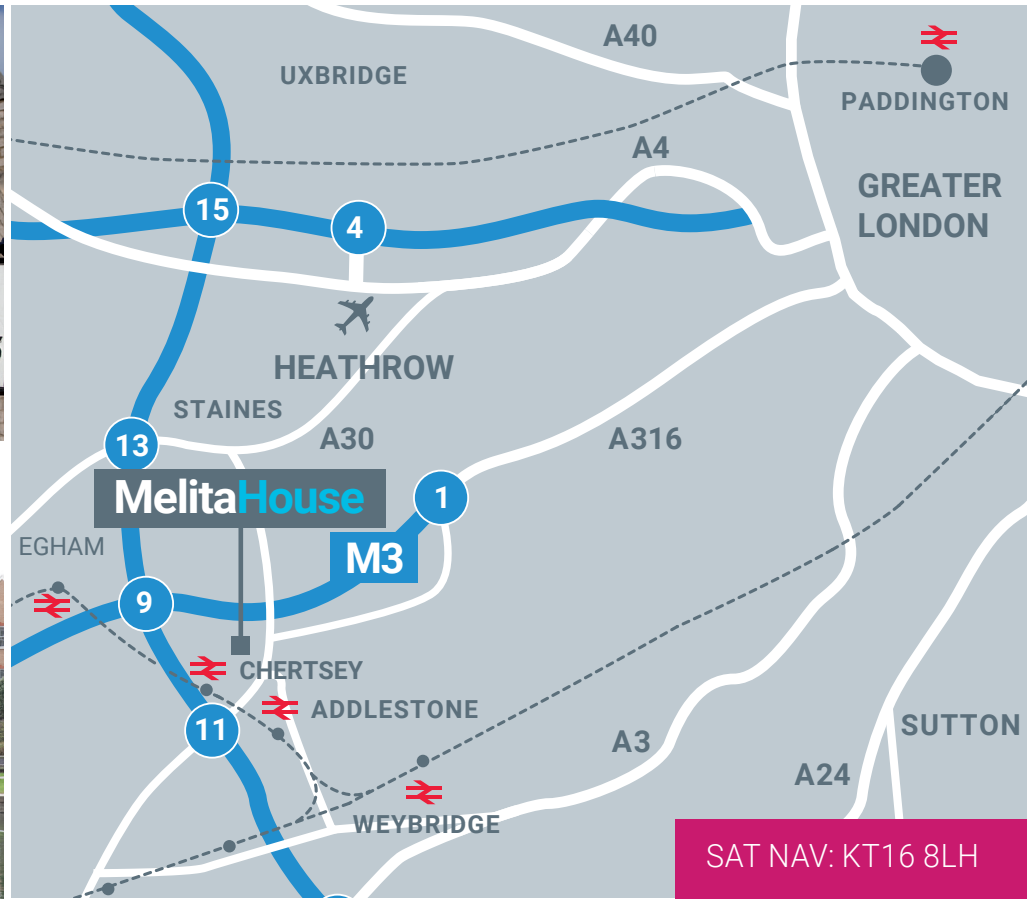 A40
UXBRIDGE
PADDINGTON
A4
GREATER
LONDON
15
4
HEATHROW
STAINES
A30
A316
13
MelitaHouse
1
EGHAM
M3
9
CHERTSEY
ADDLESTONE
11
SUTTON
A3
A24
WEYBRIDGE
SAT NAV: KT16 8LH